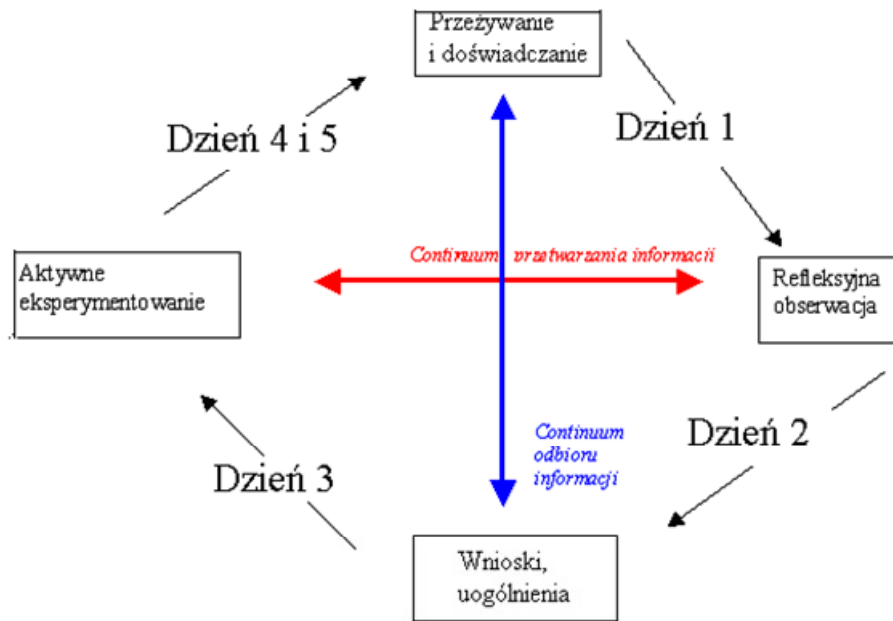 Przeżywanie
i doświadczanie
Dzień 4 i 5
Dzień 1
Continuum przetwarzania informacii
Aktywne
eksperymentowanie
Refleksyjna
obserwacja
Dzień 2
Continuum
odbioru
informacji
Dzień 3
Wnioski,
uogólnienia